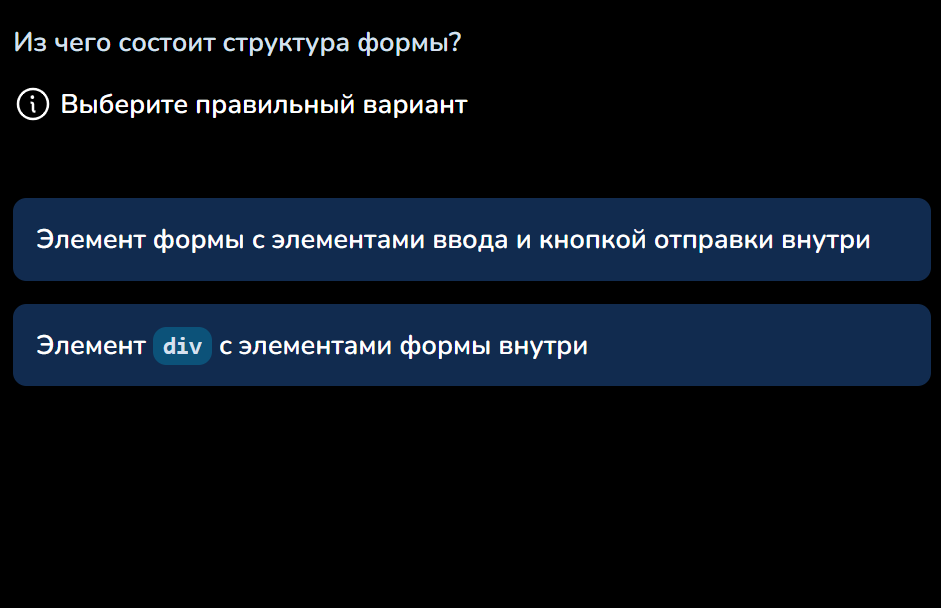 Из чего состоит структура формы?
Выберите правильный вариант
Элемент формы с элементами ввода и кнопкой отправки внутри
Элемент div с элементами формы внутри